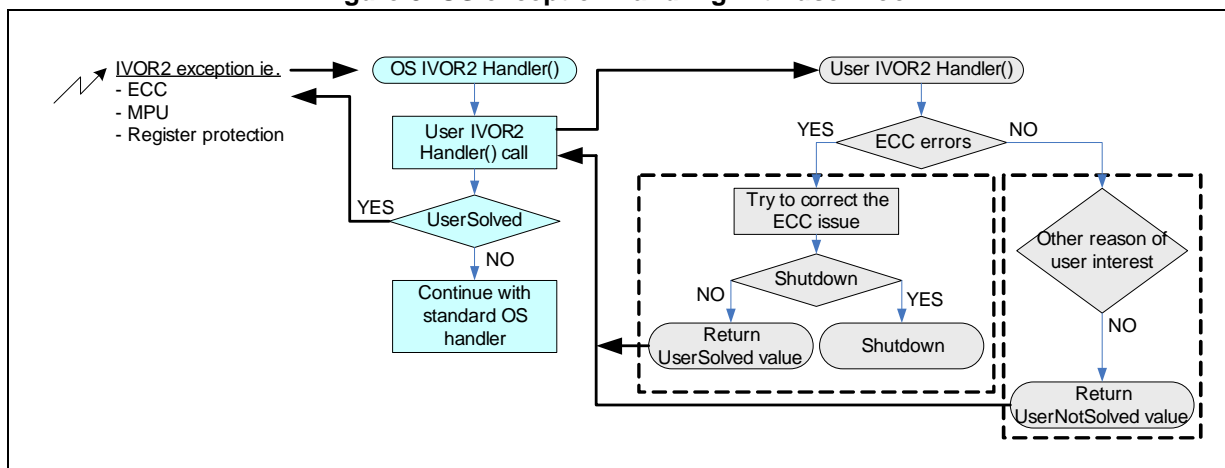 IVOR2 exception ie.
- ECC
- MPU
- Register protection
OS IVOR2 Handler()
User IVOR2
Handler() call
YES
UserSolved
NO
Continue with
standard OS
handler
User IVOR2 Handler()
YES
ECC errors
NO
Try to correct the
ECC issue
Shutdown
NO
YES
Return
UserSolved value
Shutdown
Other reason of
user interest
NO
Return
UserNotSolved value